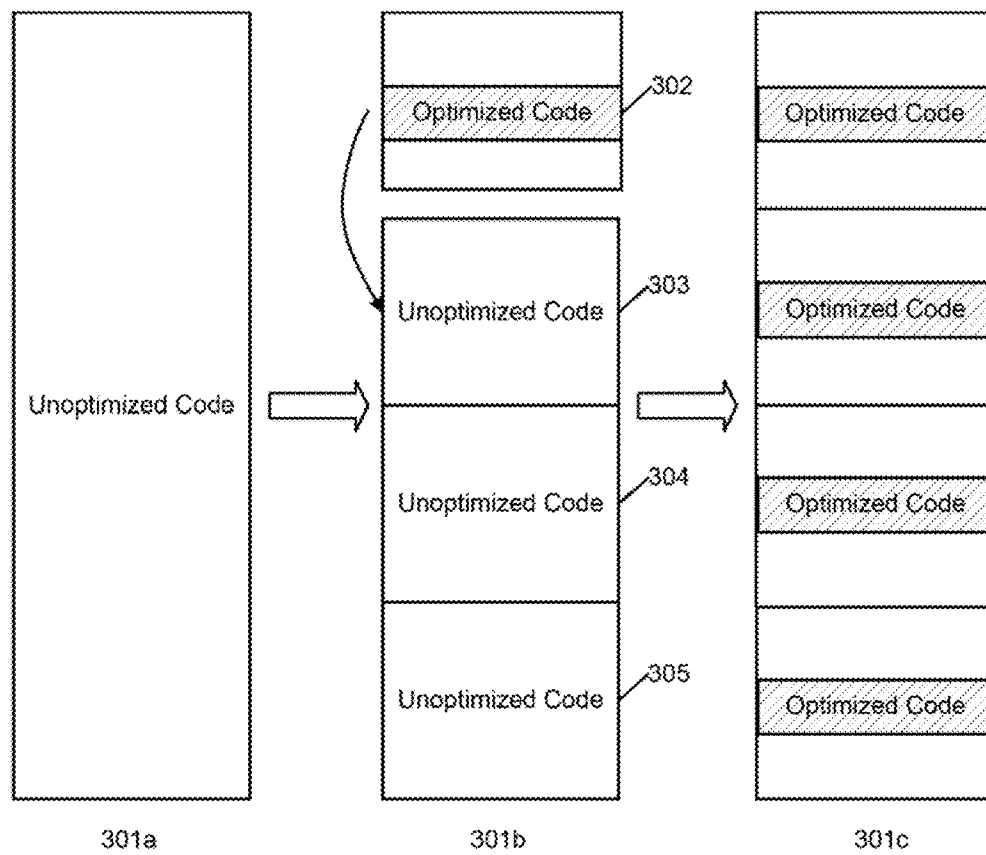 Optimized Code
302
Optimized Code
Unoptimized Code
303
Optimized Code
Unoptimized Code
Unoptimized Code
304
Optimized Code
Unoptimized Code
305
Optimized Code
301a
301b
301c